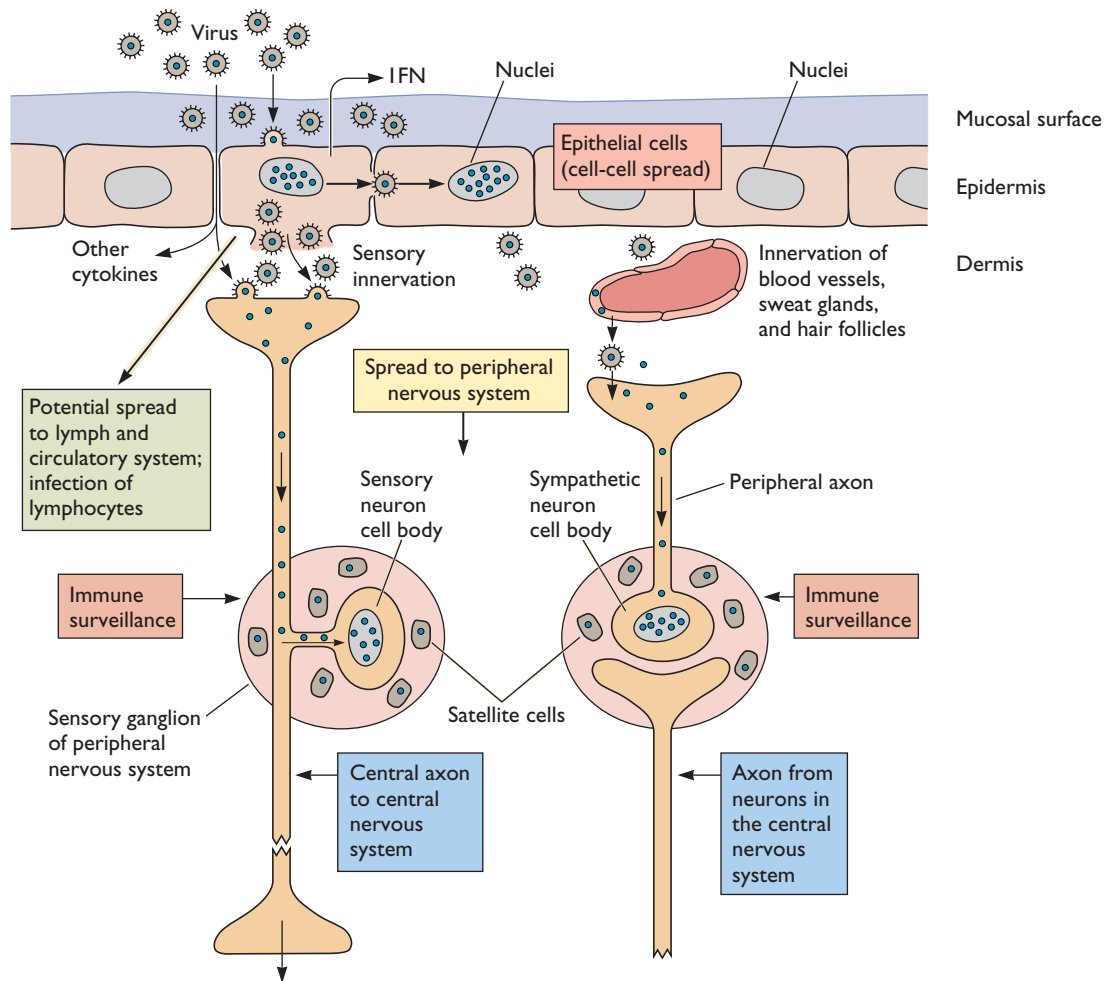 Virus
IFN
Nuclei
Nuclei
Mucosal surface
Epithelial cells
(cell-cell spread)
Epidermis
Other
cytokines
Sensory
innervation
Innervation of
blood vessels,
sweat glands,
and hair follicles
Dermis
Potential spread
to lymph and
circulatory system;
infection of
lymphocytes
Spread to peripheral
nervous system
Sensory
neuron
cell body
Sympathetic
neuron
cell body
Peripheral axon
Immune
surveillance
Immune
surveillance
Sensory ganglion
of peripheral
nervous system
Satellite cells
Central axon
to central
nervous
system
Axon from
neurons in
the central
nervous
system